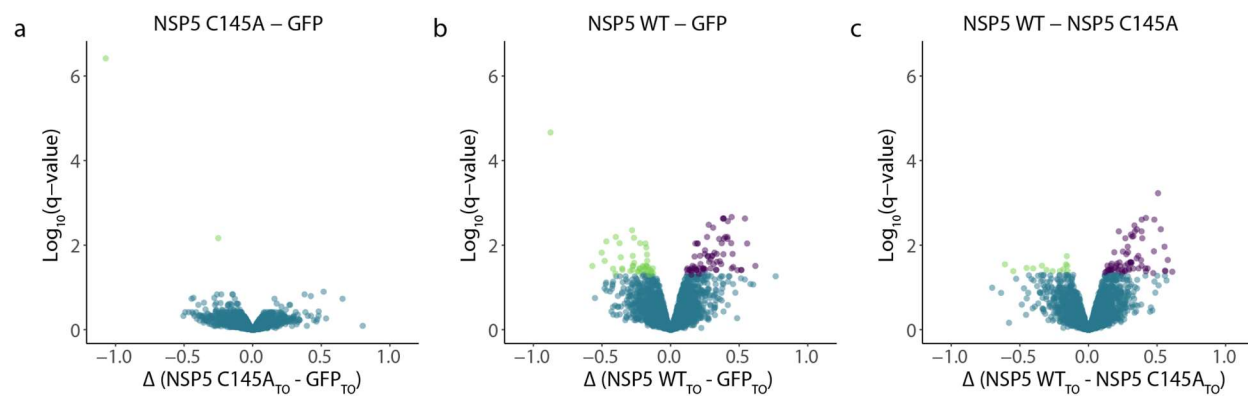 a
NSP5 C145A – GFP
Log10(q−value)
6
4
2
0
−1.0 −0.5 0.0 0.5 1.0
Δ (NSP5 C145ATO - GFPTO)
b
NSP5 WT – GFP
Log10(q−value)
6
4
2
0
−1.0 −0.5 0.0 0.5 1.0
Δ (NSP5 WTTO - GFPTO)
c
NSP5 WT – NSP5 C145A
Log10(q−value)
6
4
2
0
−1.0 −0.5 0.0 0.5 1.0
Δ (NSP5 WTTO - NSP5 C145ATO)